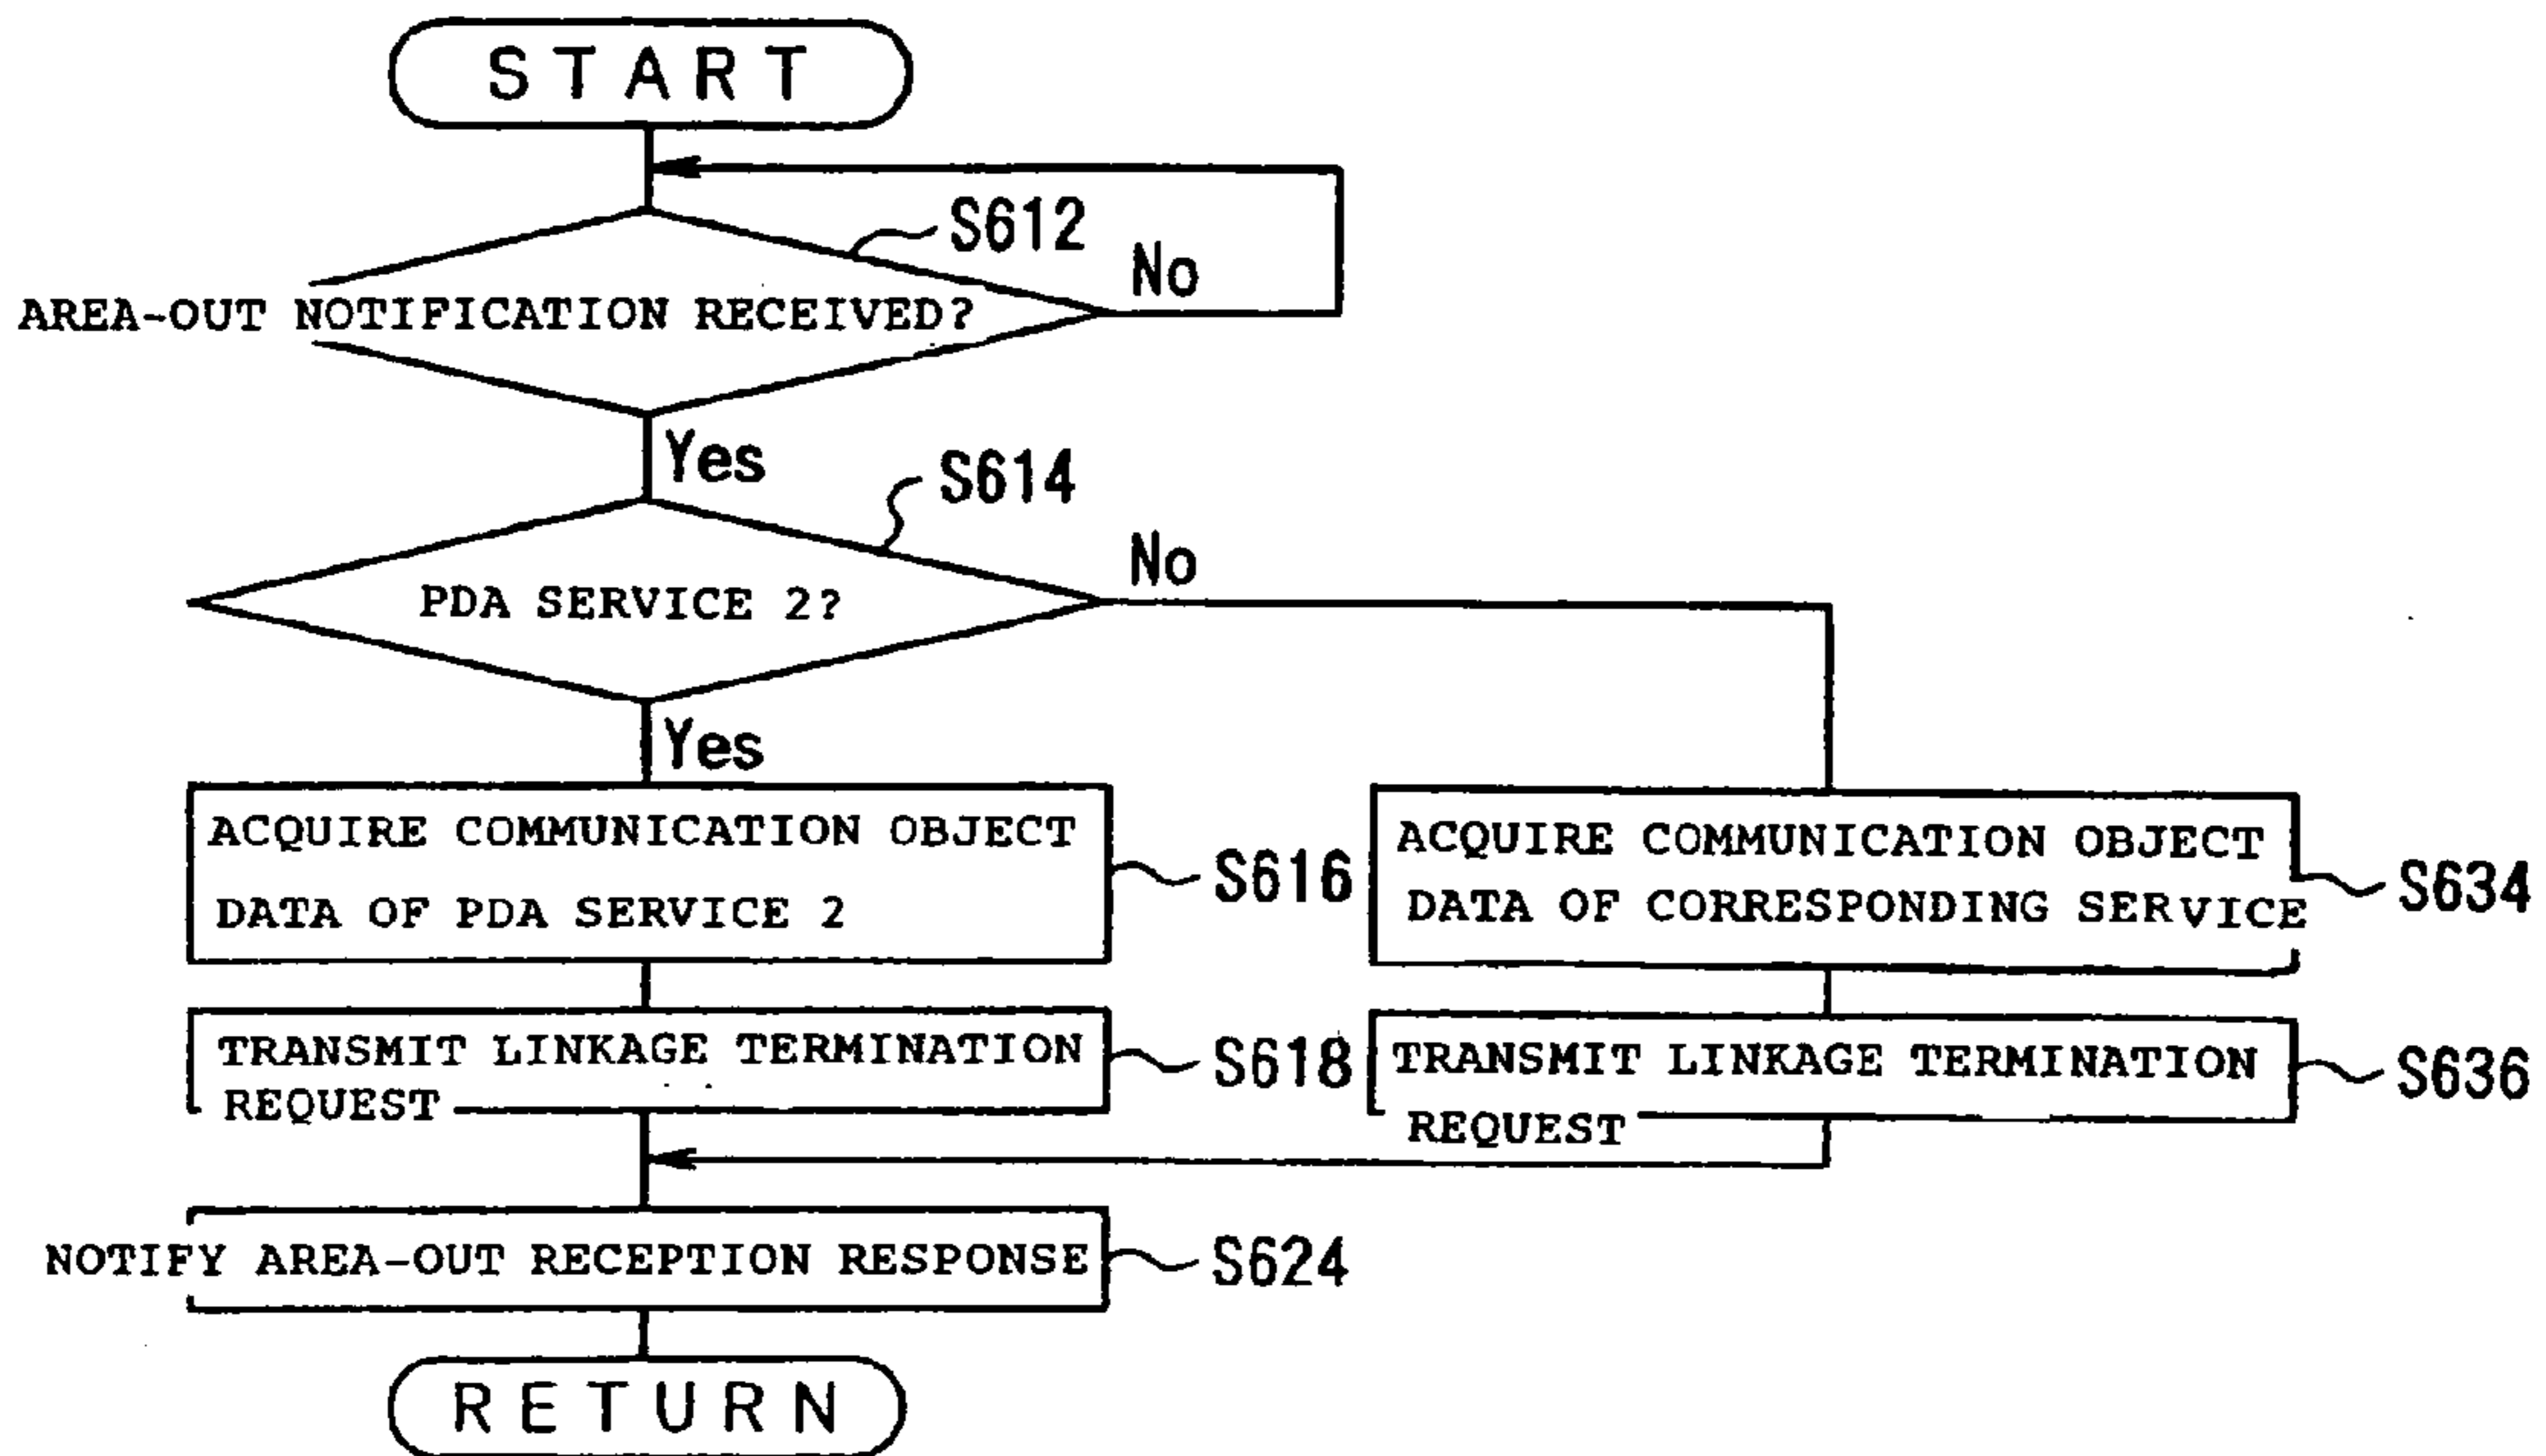 START
S612
No
AREA-OUT NOTIFICATION RECEIVED?
Yes
S614
No
PDA SERVICE 2?
Yes
ACQUIRE COMMUNICATION OBJECT
DATA OF PDA SERVICE 2
S616
ACQUIRE COMMUNICATION OBJECT
DATA OF CORRESPONDING SERVICE
S634
TRANSMIT LINKAGE TERMINATION
REQUEST
S618
TRANSMIT LINKAGE TERMINATION
REQUEST
S636
NOTIFY AREA-OUT RECEPTION RESPONSE
S624
RETURN